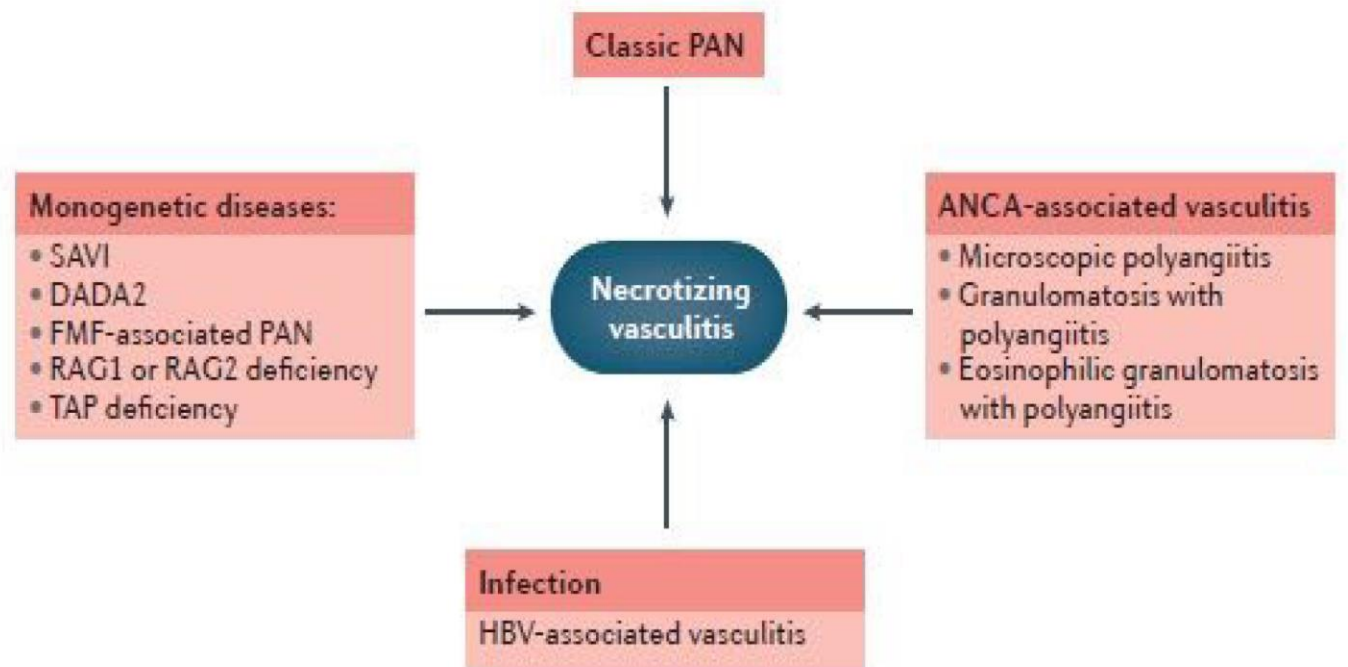 Classic PAN
Monogenetic diseases:
• SAVI
• DADA2
• FMF-associated PAN
• RAG1 or RAG2 deficiency
• TAP deficiency
Necrotizing
vasculitis
ANCA-associated vasculitis
• Microscopic polyangiitis
• Granulomatosis with
polyangiitis
• Eosinophilic granulomatosis
with polyangiitis
Infection
HBV-associated vasculitis